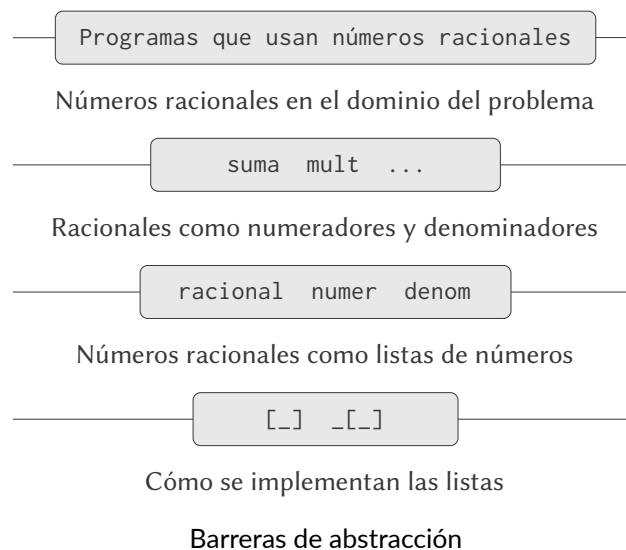 Programas que usan números racionales
Números racionales en el dominio del problema
suma mult ...
Racionales como numeradores y denominadores
racional numer denom
Números racionales como listas de números
[_] _[_]
Cómo se implementan las listas
Barreras de abstracción